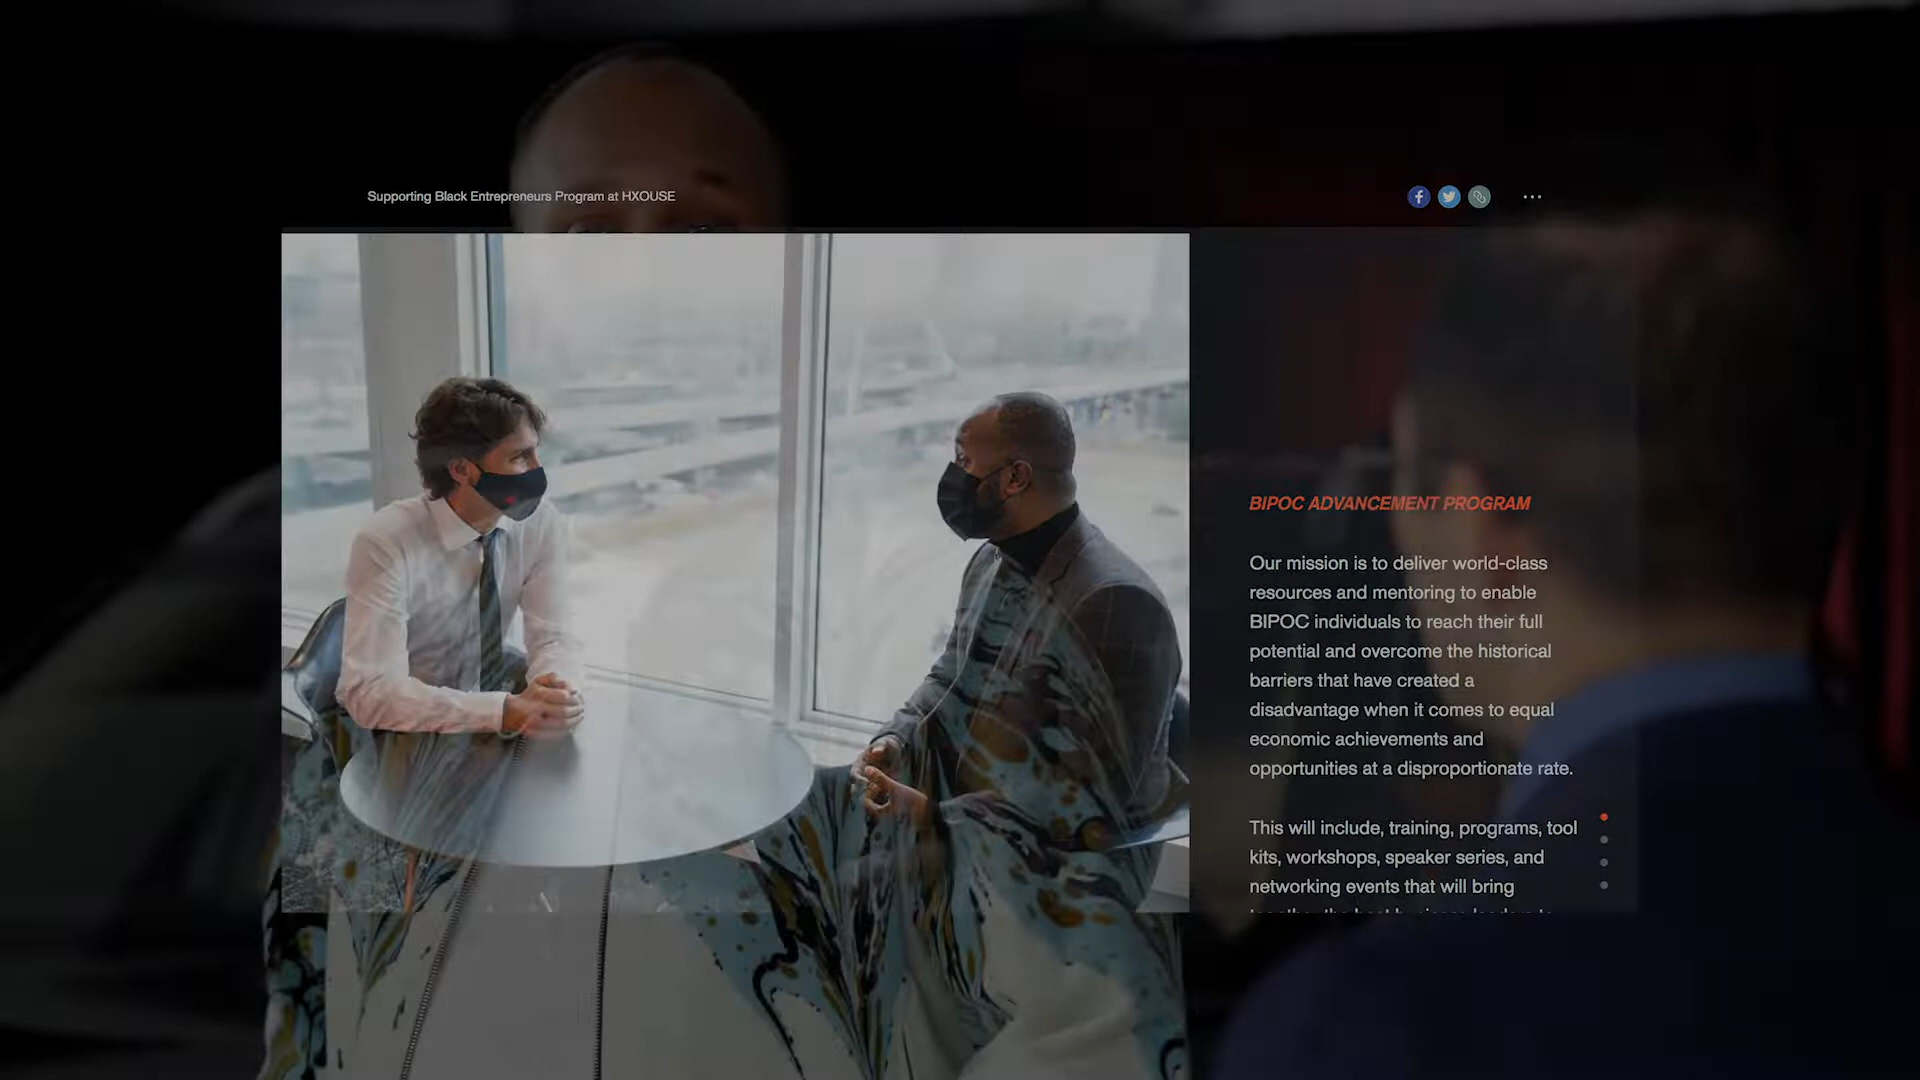 Supporting Black Entrepreneurs Program at HXOUSE
BIPOC ADVANCEMENT PROGRAM
Our mission is to deliver world-class
resources and mentoring to enable
BIPOC individuals to reach their full
potential and overcome the historical
barriers that have created a
disadvantage when it comes to equal
economic achievements and
opportunities at a disproportionate rate.
This will include, training, programs, tool
kits, workshops, speaker series, and
networking events that will bring